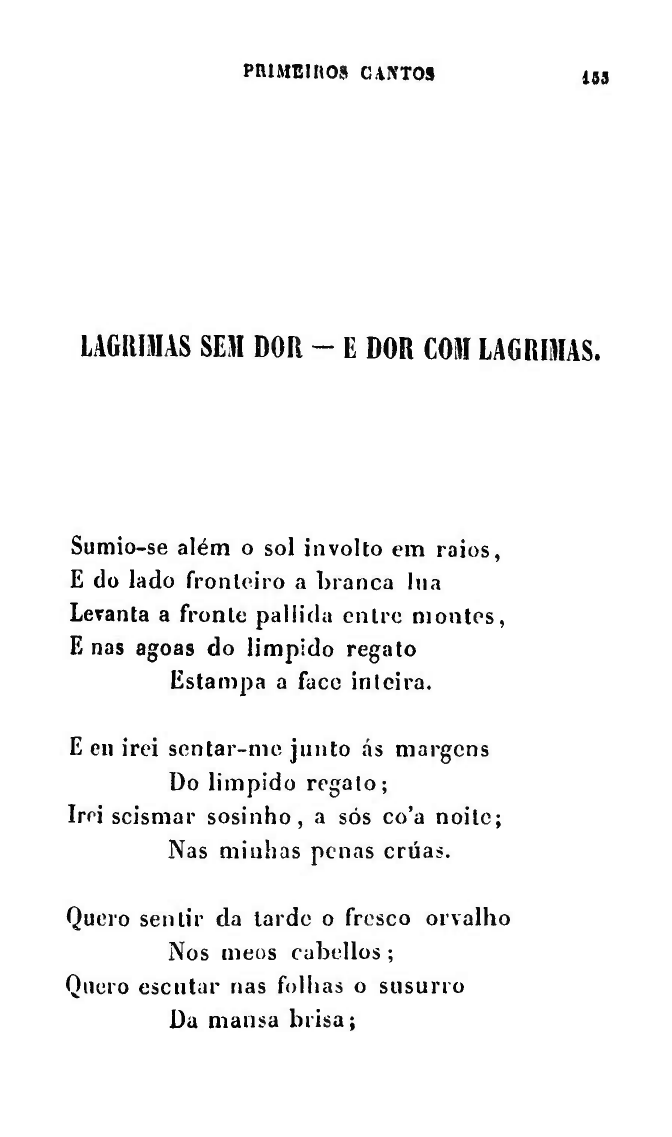 PRIMEIROS CANTOS 155
LAGRIMAS SEM DOR — E DOR COM LAGRIMAS.
Sumio-se além o sol involto em raios,
E do lado fronteiro a branca lua
Levanta a fronte pallida entre montes,
E nas agoas do limpido regato
Estampa a face inteira.
E eu irei sentar-me junto ás margens
Do limpido regato;
Irei scismar sosinho, a sós co'a noite;
Nas minhas penas crúas.
Quero sentir da tarde o fresco orvalho
Nos meos cabellos;
Quero escutar nas folhas o susurro
Da mansa brisa;